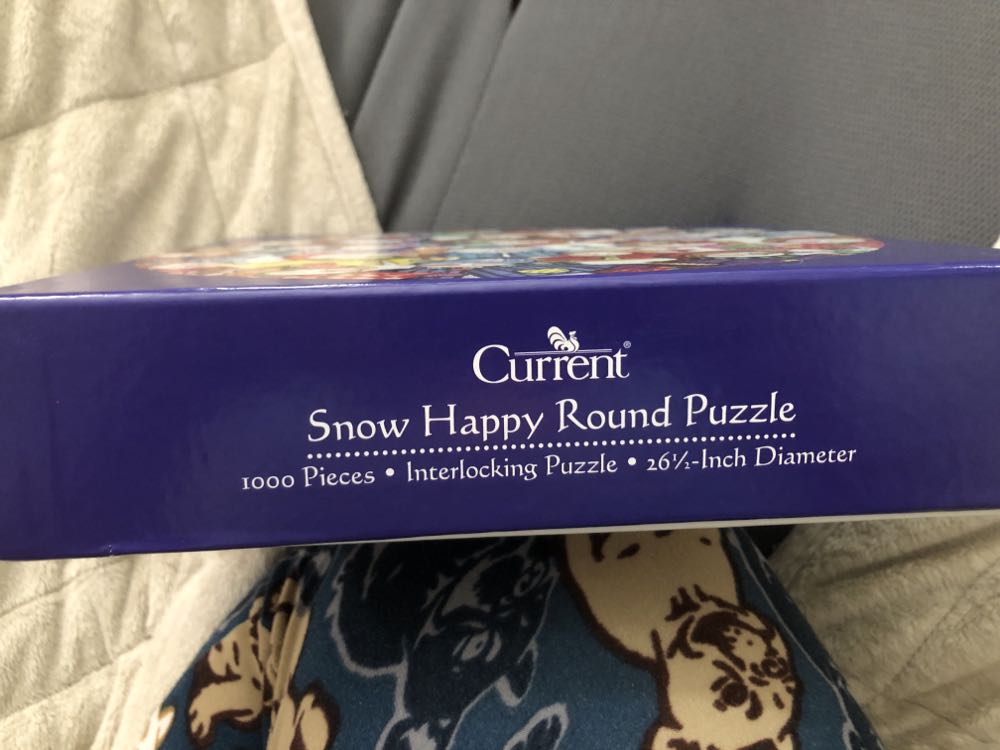 Current®
Snow Happy Round Puzzle
1000 Pieces • Interlocking Puzzle • 26½-Inch Diameter